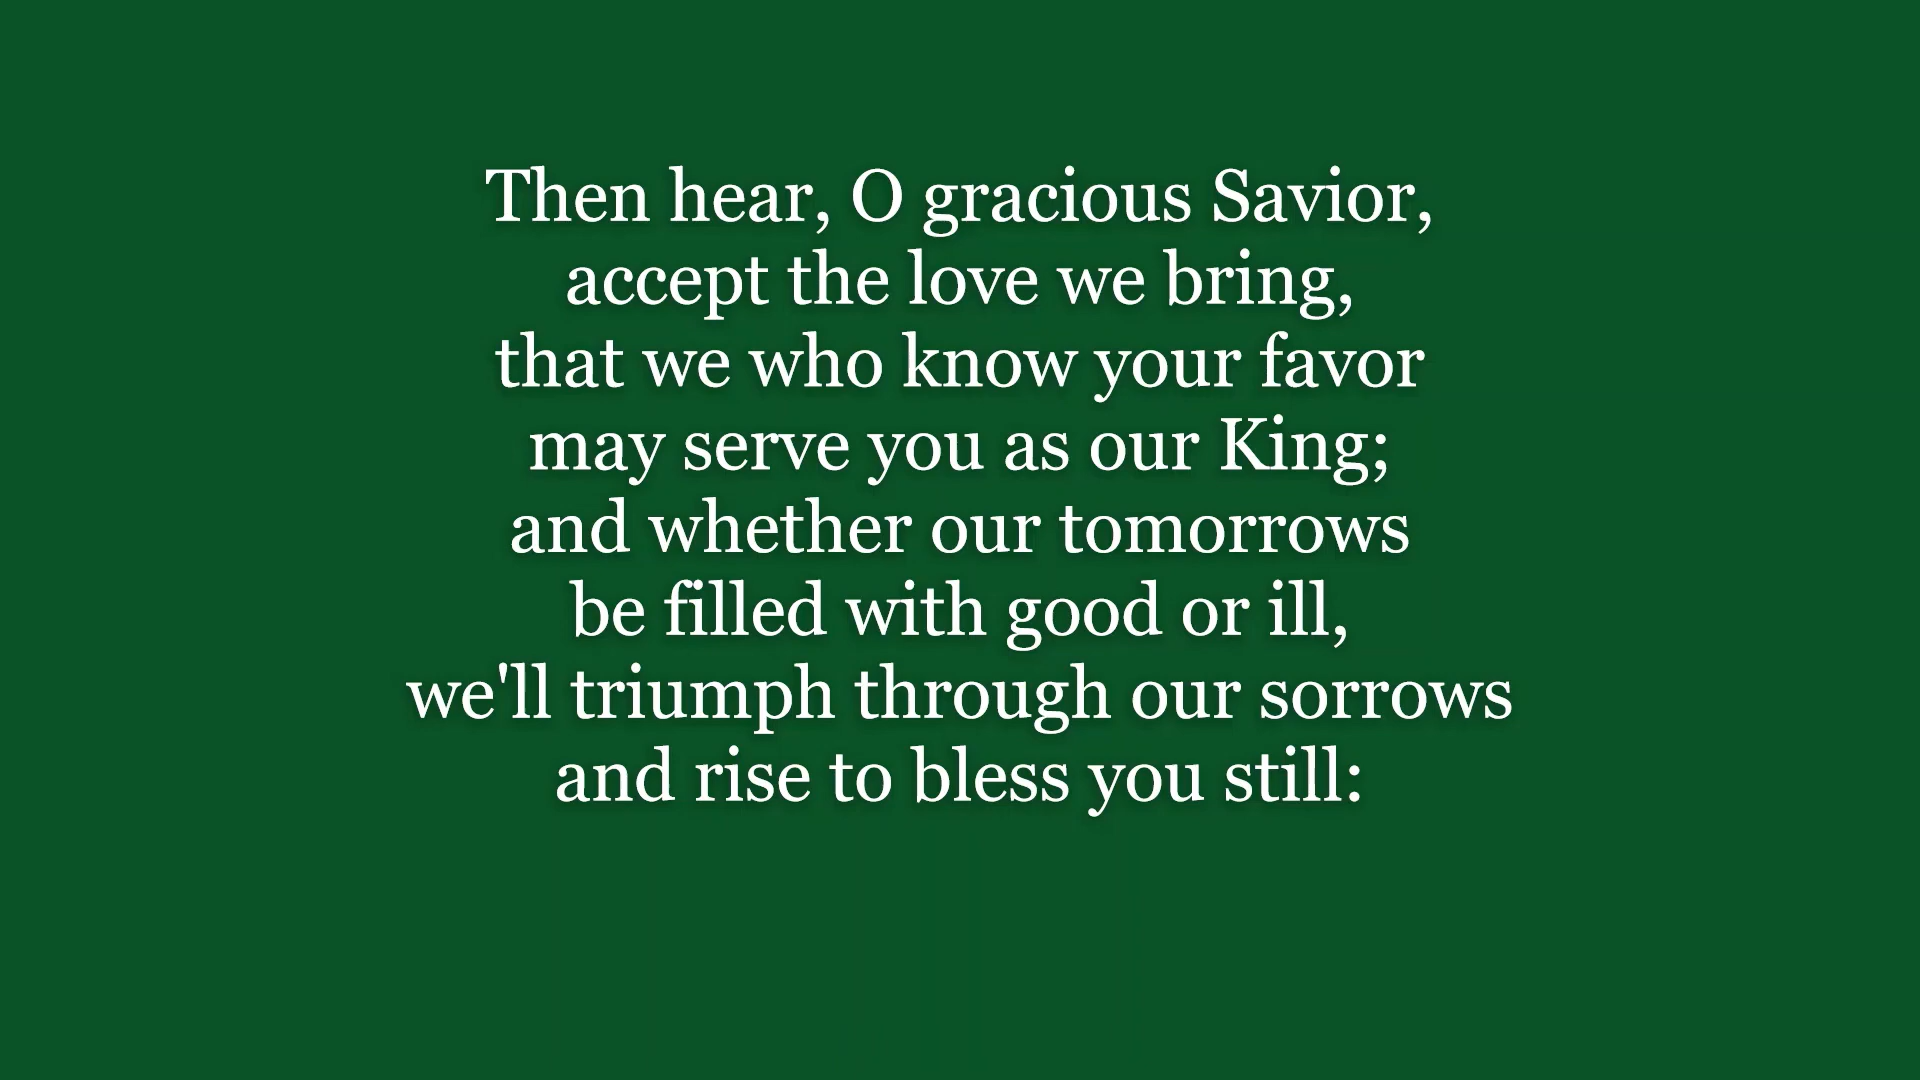 Then hear, O gracious Savior,
accept the love we bring,
that we who know your favor
may serve you as our King;
and whether our tomorrows
be filled with good or ill,
we'll triumph through our sorrows
and rise to bless you still: